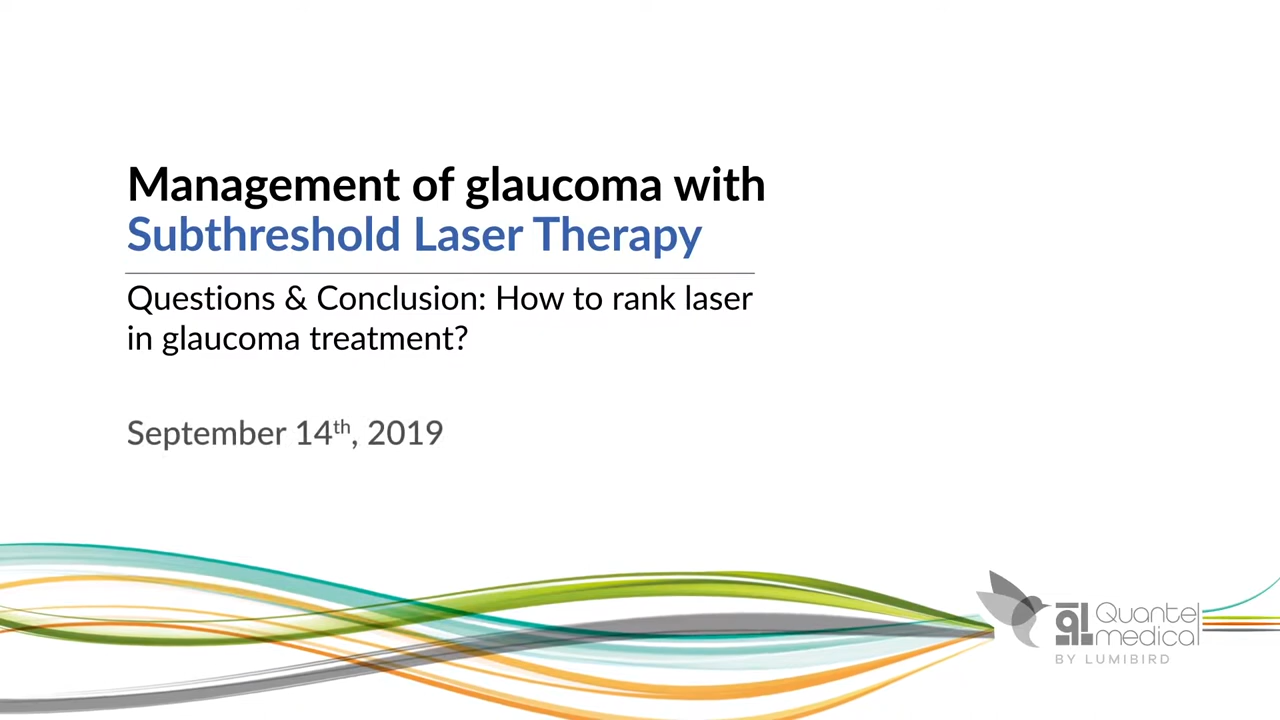 Management of glaucoma with
Subthreshold Laser Therapy
Questions & Conclusion: How to rank laser
in glaucoma treatment?
September 14th, 2019
Quantel
medical
BY LUMIBIRD